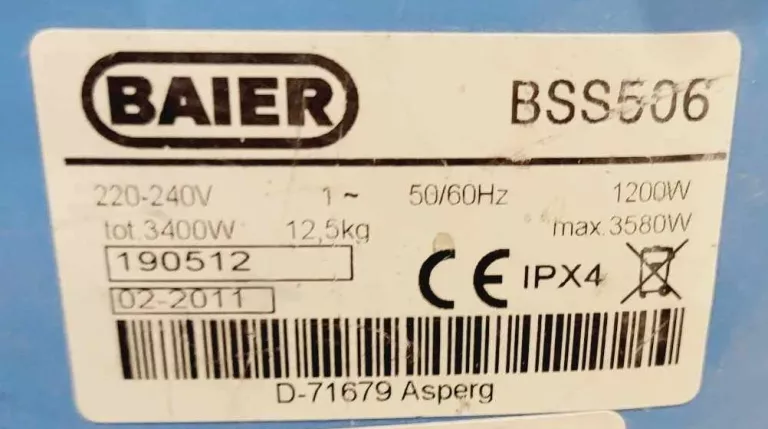 BAIER BSS506
220-240V 1~ 50/60Hz 1200W
tot.3400W 12,5kg max.3580W
190512
02-2011
CE IPX4
D-71679 Asperg